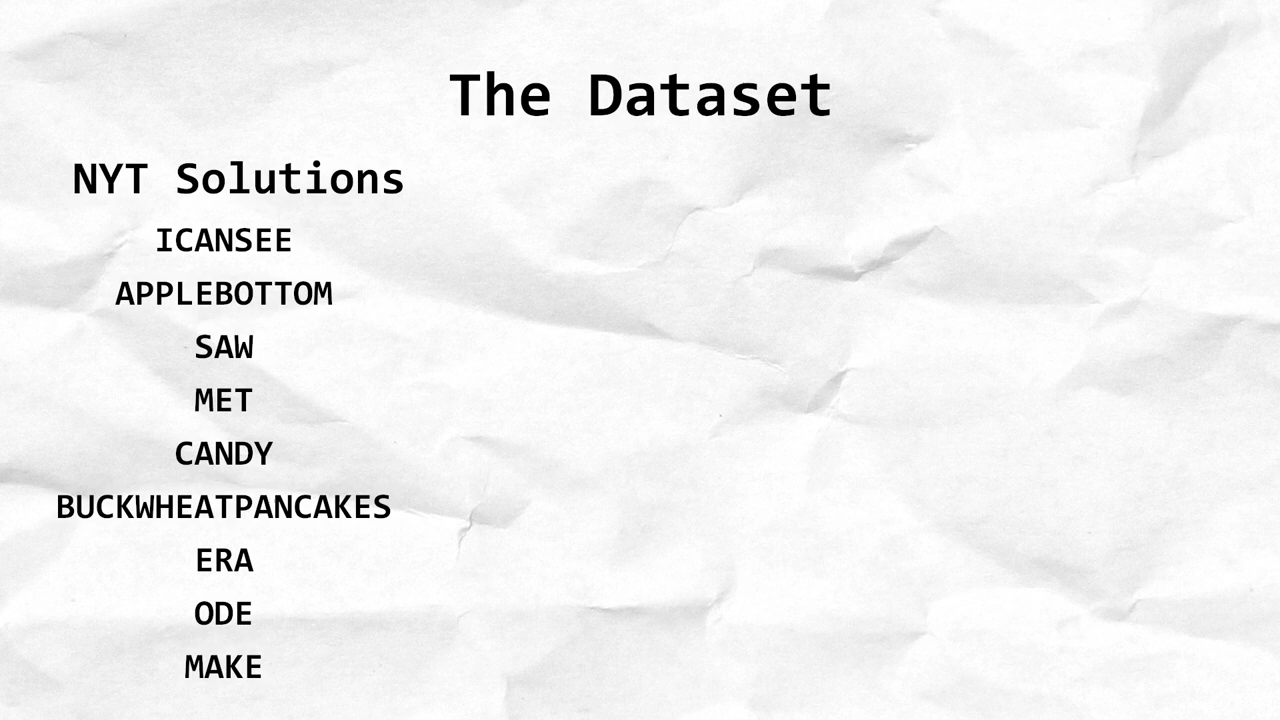 The Dataset
NYT Solutions
ICANSEE
APPLEBOTTOM
SAW
MET
CANDY
BUCKWHEATPANCAKES
ERA
ODE
MAKE